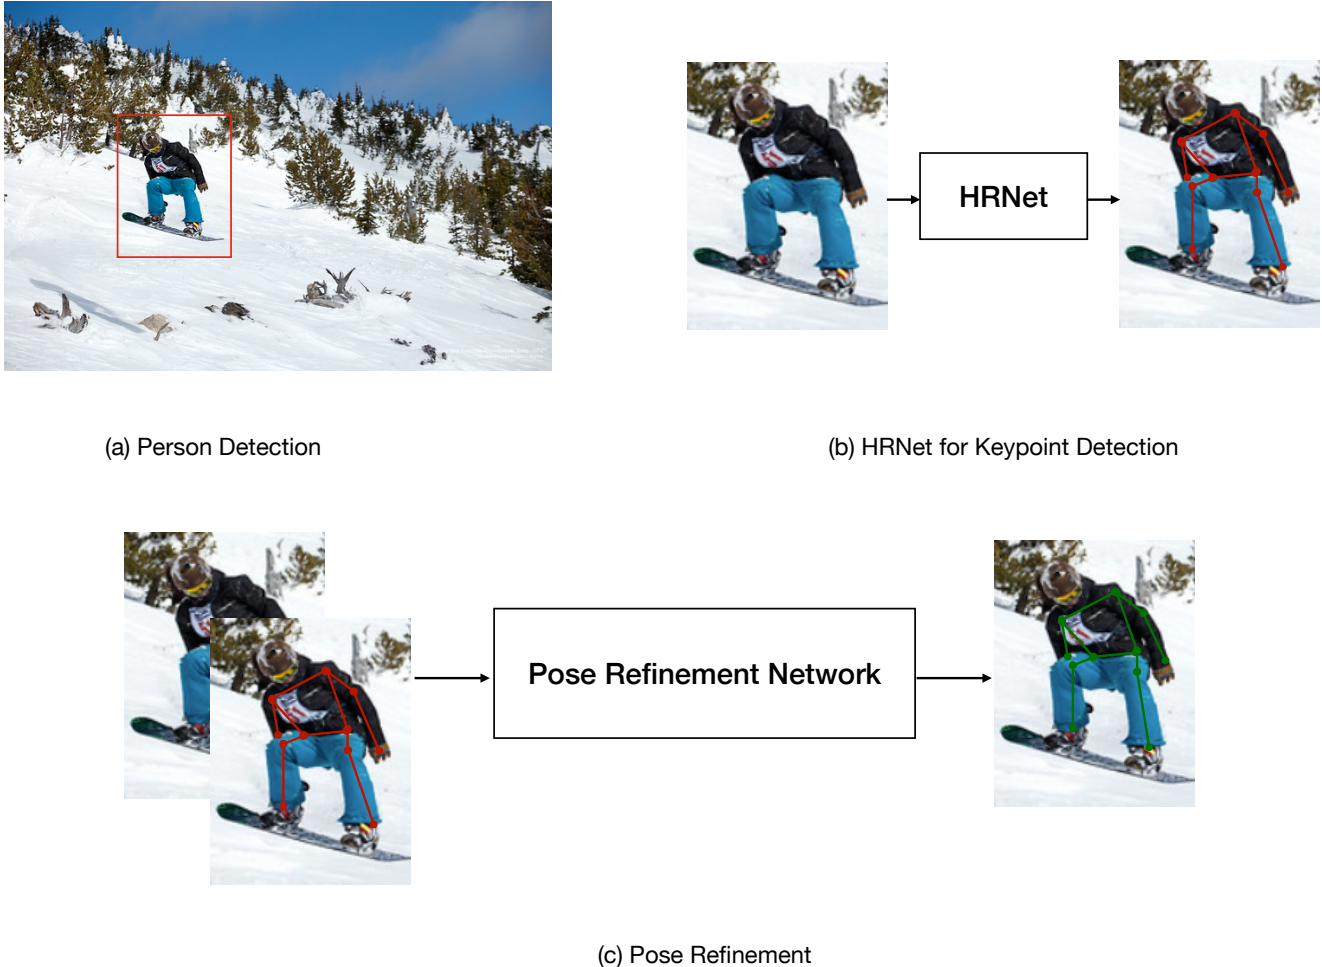 HRNet
(a) Person Detection
(b) HRNet for Keypoint Detection
Pose Refinement Network
(c) Pose Refinement